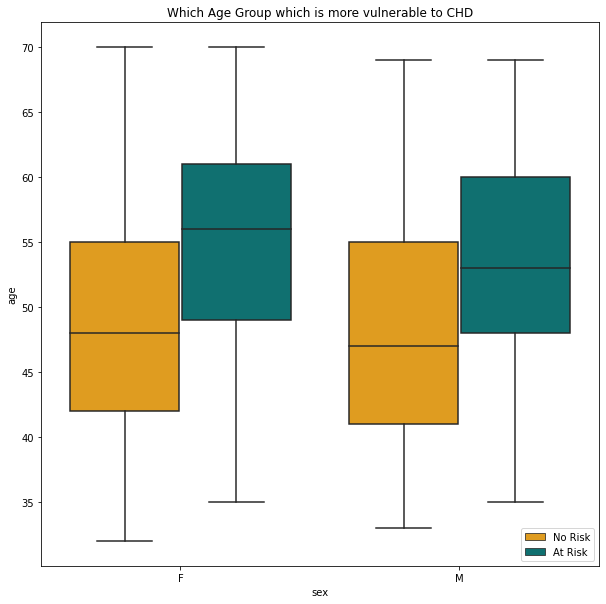 Which Age Group which is more vulnerable to CHD
70
65
60
55
50
45
40
35
age
F
M
sex
No Risk
At Risk